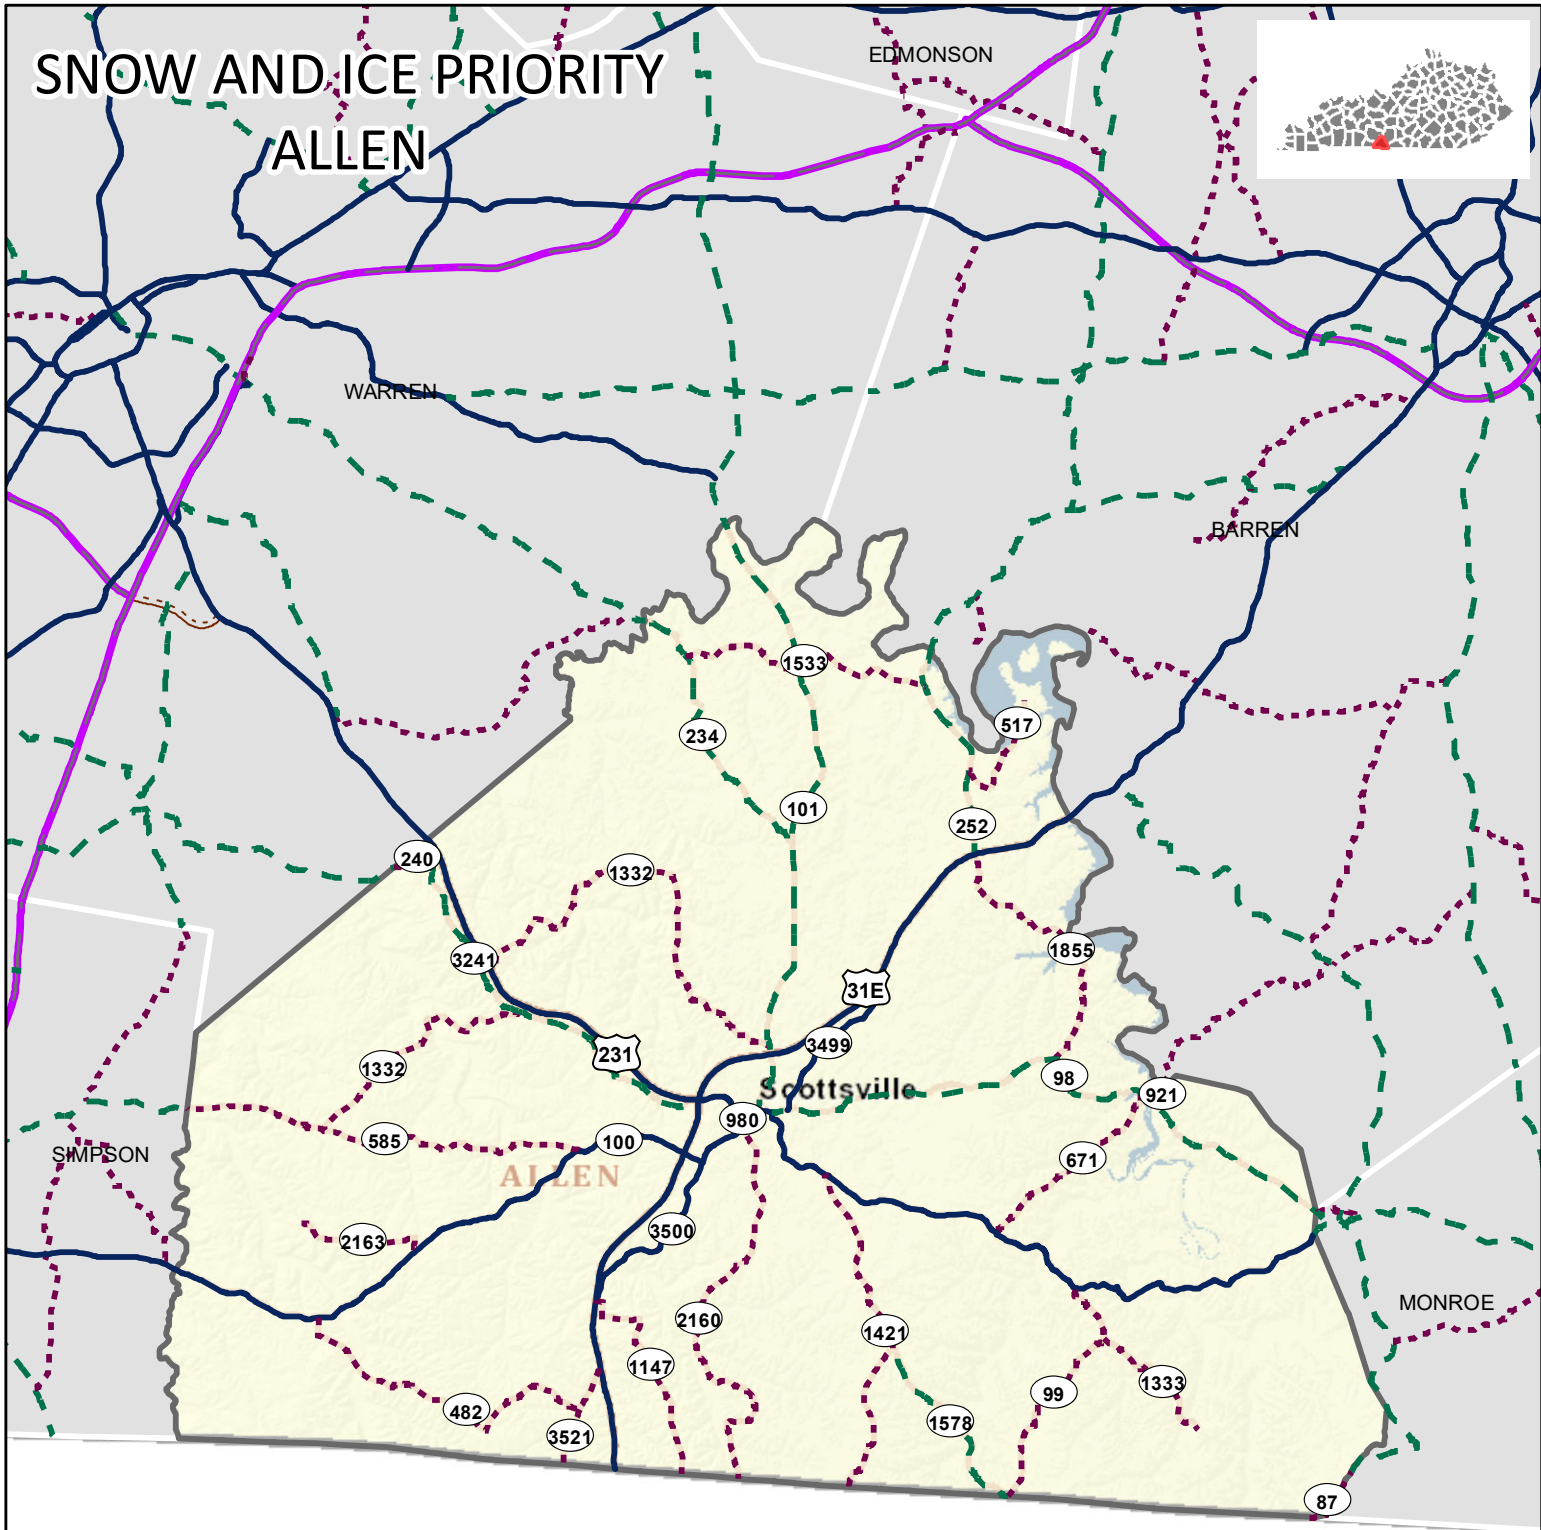 SNOW AND ICE PRIORITY
ALLEN
EDMONSON
WARREN
BARREN
1533
234
517
101
252
240
1332
3241
1855
31E
231
3499
1332
98
Scottsville
921
980
585
100
SIMPSON
671
ALLEN
3500
2163
MONROE
2160
1421
1147
1333
99
482
1578
3521
87